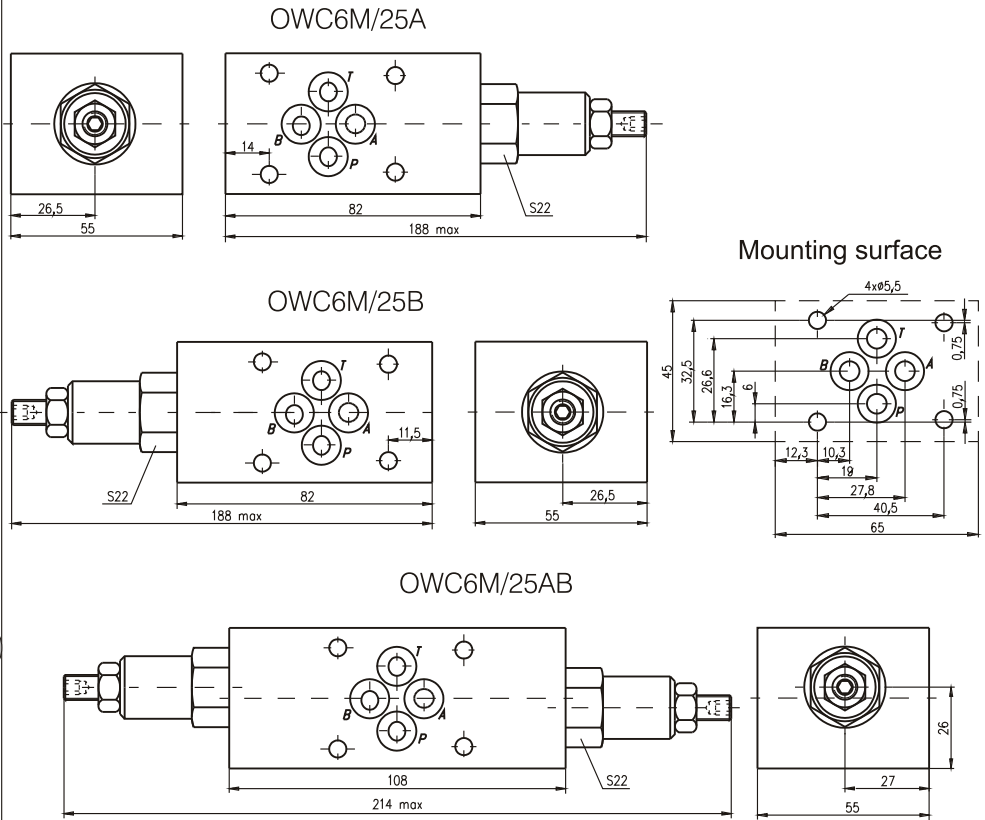 OWC6M/25A
T
B
A
P
14
26,5
82
S22
55
188 max
Mounting surface
OWC6M/25B
4xø5,5
T
B
A
P
45
32,5
26,6
16,3
6
0,75
0,75
12,3
10,3
19
27,8
40,5
65
T
B
A
P
11,5
S22
82
26,5
188 max
55
OWC6M/25AB
T
B
A
P
26
108
S22
27
214 max
55